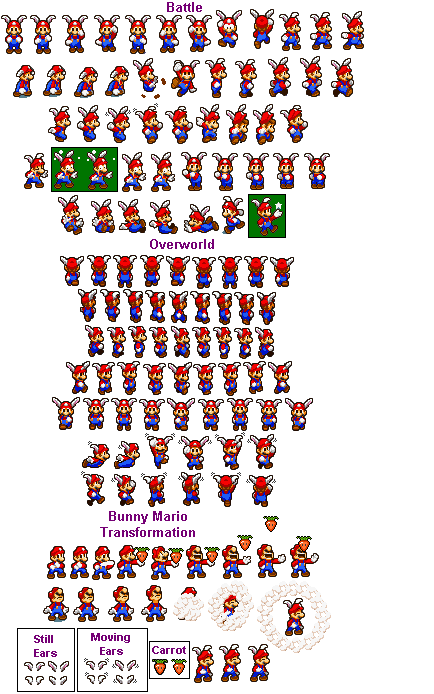 Battle
Overworld
Bunny Mario
Transformation
Still
Ears
Moving
Ears
Carrot